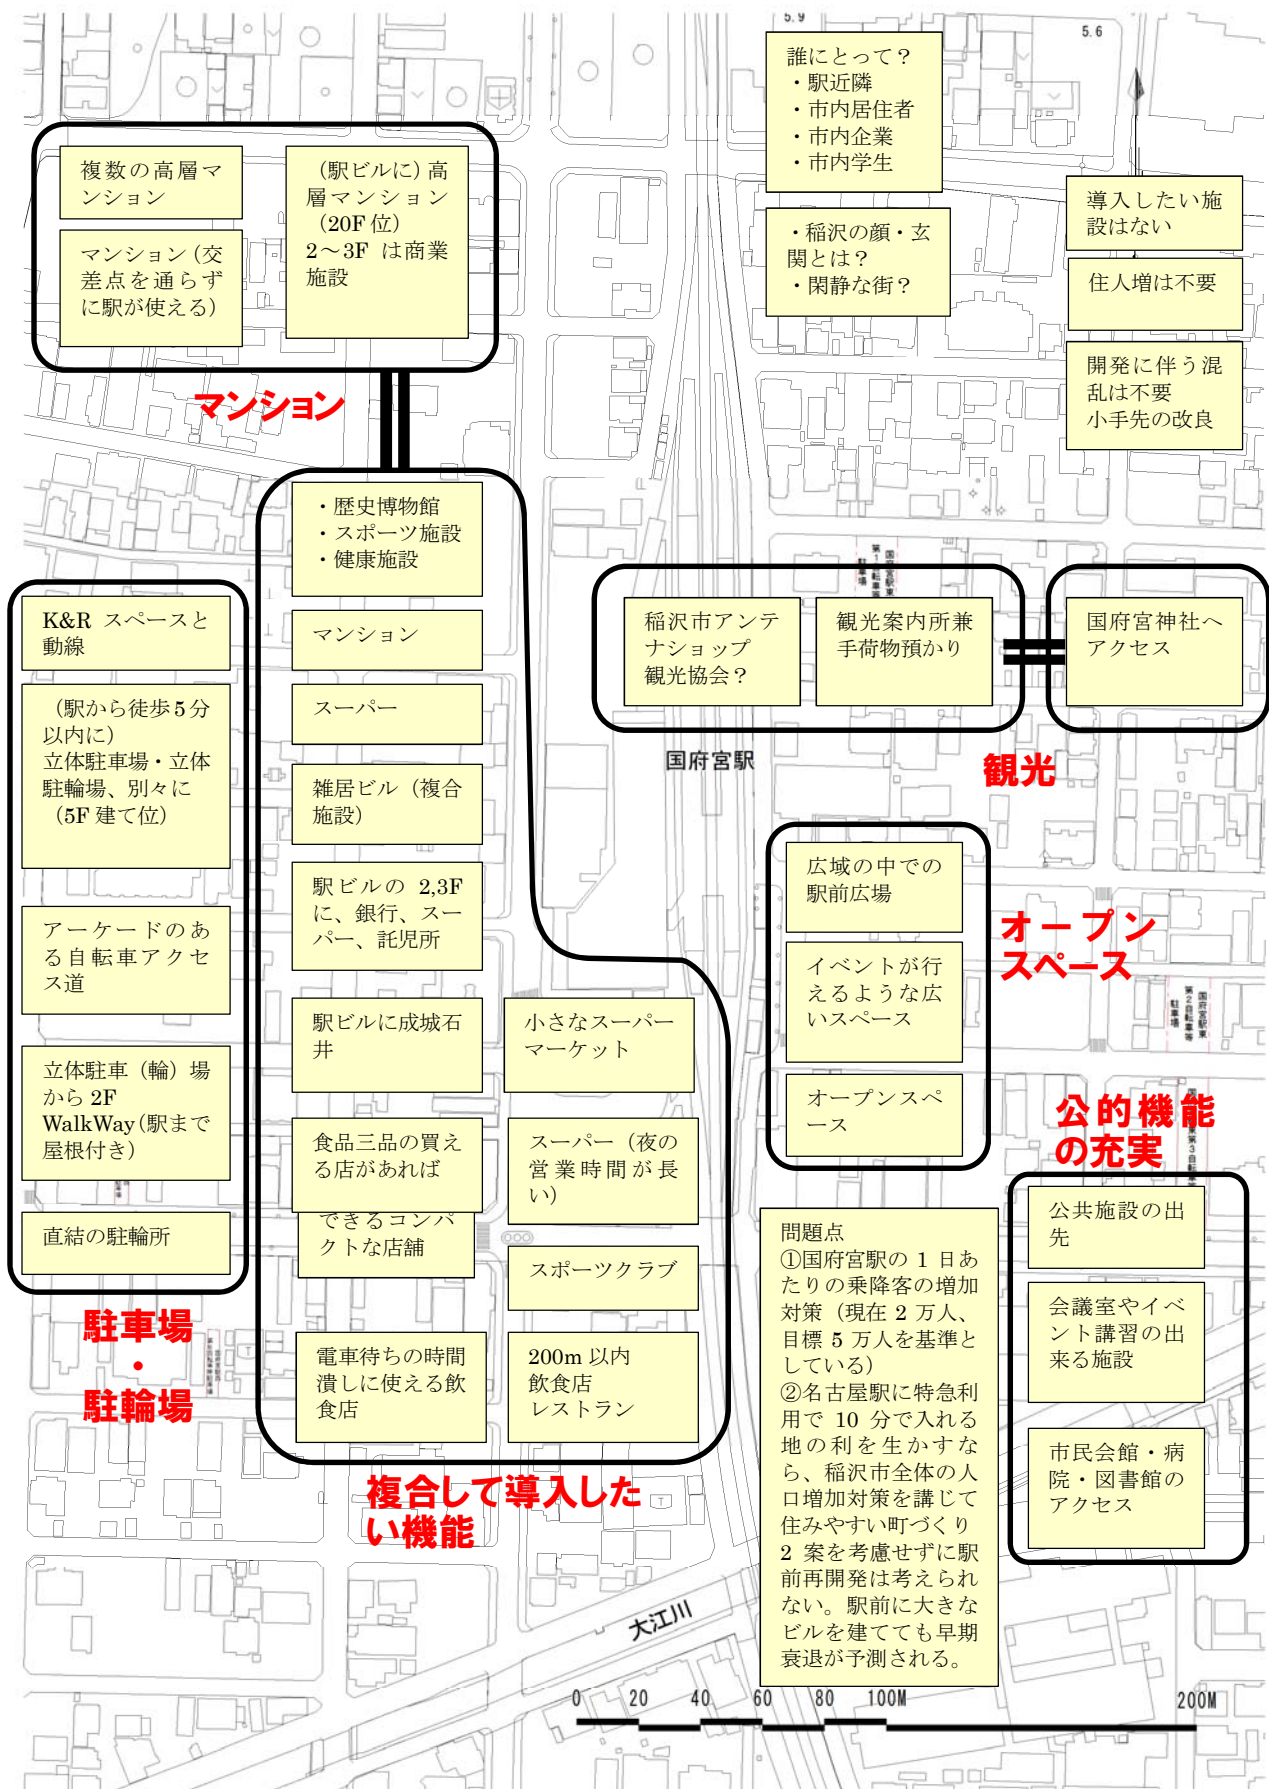 5.9
5.6
誰にとって？
・駅近隣
・市内居住者
・市内企業
・市内学生
・稲沢の顔・玄
関とは？
・閑静な街？
導入したい施
設はない
住人増は不要
開発に伴う混
乱は不要
小手先の改良
複数の高層マ
ンション
マンション（交
差点を通らず
に駅が使える）
（駅ビルに）高
層マンション
（20F 位）
2～3F は商業
施設
マンション
・歴史博物館
・スポーツ施設
・健康施設
マンション
スーパー
雑居ビル（複合
施設）
駅ビルの 2,3F
に、銀行、スー
パー、託児所
駅ビルに成城石
井
食品三品の買え
る店があれば
できるコンパ
クトな店舗
電車待ちの時間
潰しに使える飲
食店
小さなスーパー
マーケット
スーパー（夜の
営業時間が長
い）
スポーツクラブ
200m 以内
飲食店
レストラン
複合して導入した
い機能
K&R スペースと
動線
（駅から徒歩 5 分
以内に）
立体駐車場・立体
駐輪場、別々に
（5F 建て位）
アーケードのあ
る自転車アクセ
ス道
立体駐車（輪）場
から 2F
WalkWay（駅まで
屋根付き）
直結の駐輪所
駐車場
・
駐輪場
国府宮駅東
第1自転車等
駐車場
稲沢市アンテ
ナショップ
観光協会？
観光案内所兼
手荷物預かり
国府宮神社へ
アクセス
国府宮駅
観光
広域の中での
駅前広場
イベントが行
えるような広
いスペース
オープンスペ
ース
オープン
スペース
国府宮駅東
第2自転車等
駐車場
公的機能
の充実
公共施設の出
先
会議室やイベ
ント講習の出
来る施設
市民会館・病
院・図書館の
アクセス
問題点
①国府宮駅の 1 日あ
たりの乗降客の増加
対策（現在 2 万人、
目標 5 万人を基準と
している）
②名古屋駅に特急利
用で 10 分で入れる
地の利を生かすな
ら、稲沢市全体の人
口増加対策を講じて
住みやすい町づくり
2 案を考慮せずに駅
前再開発は考えられ
ない。駅前に大きな
ビルを建てても早期
衰退が予測される。
大江川
0 20 40 60 80 100M 200M